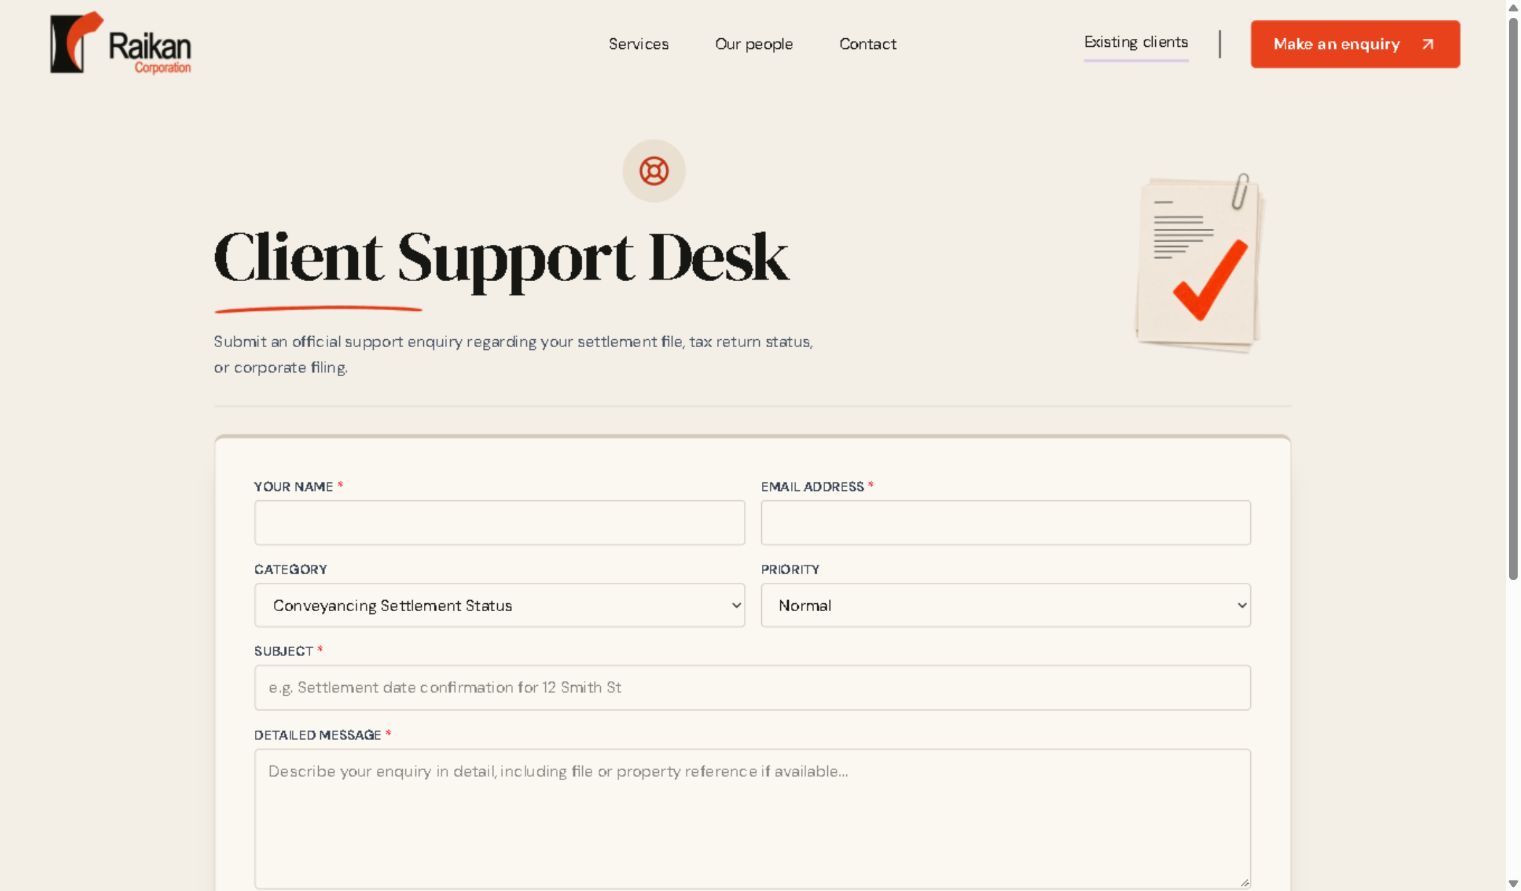 Raikan
Corporation
Services
Our people
Contact
Existing clients
Make an enquiry
Client Support Desk
Submit an official support enquiry regarding your settlement file, tax return status,
or corporate filing.
YOUR NAME *
EMAIL ADDRESS *
CATEGORY
PRIORITY
Conveyancing Settlement Status
Normal
SUBJECT *
e.g. Settlement date confirmation for 12 Smith St
DETAILED MESSAGE *
Describe your enquiry in detail, including file or property reference if available...